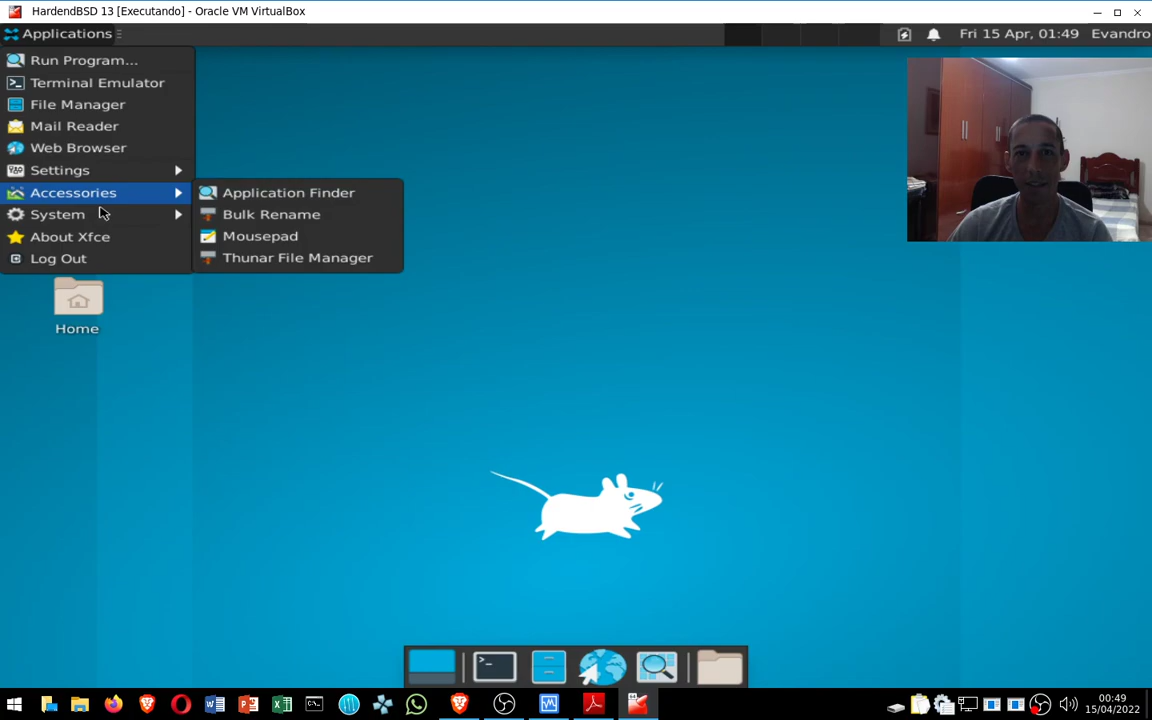 HardendBSD 13 [Executando] - Oracle VM VirtualBox
Applications
Fri 15 Apr, 01:49 Evandro
Run Program...
Terminal Emulator
File Manager
Mail Reader
Web Browser
Settings
Accessories
System
About Xfce
Log Out
Application Finder
Bulk Rename
Mousepad
Thunar File Manager
Home
00:49
15/04/2022